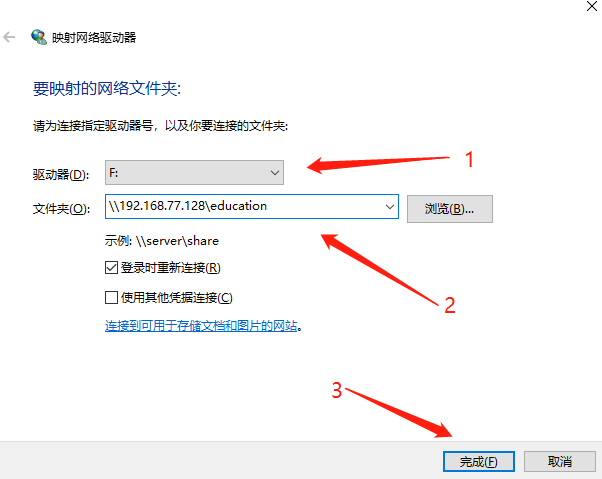 映射网络驱动器
要映射的网络文件夹:
请为连接指定驱动器号，以及你要连接的文件夹:
驱动器(D): F: 1
文件夹(O): \\192.168.77.128\education 浏览(B)...
示例: \\server\share
登录时重新连接(R)
使用其他凭据连接(C)
2
连接到可用于存储文档和图片的网站。
3
完成(F) 取消